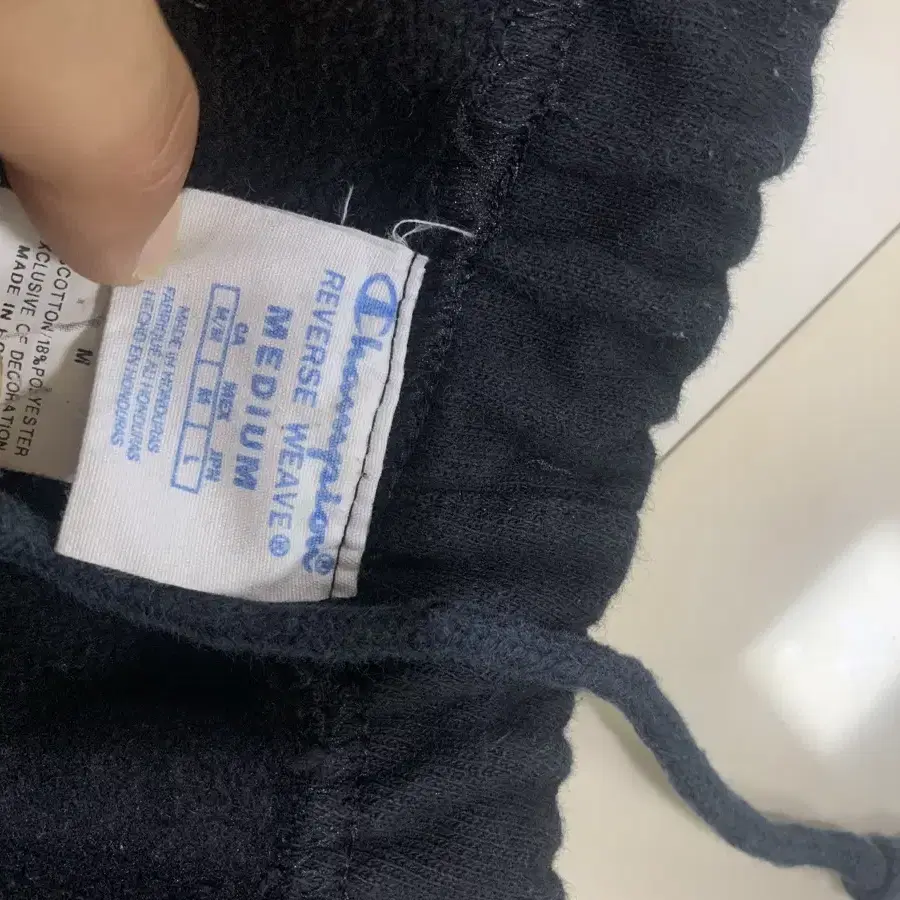 Champion®
REVERSE WEAVE®
MEDIUM
CA MEX JPN
M/M M L
MADE IN HONDURAS
FABRIQUE AU HONDURAS
HECHO EN HONDURAS
M
COTTON/18% POLYESTER
XCLUSIVE OF DECORATION
MADE IN